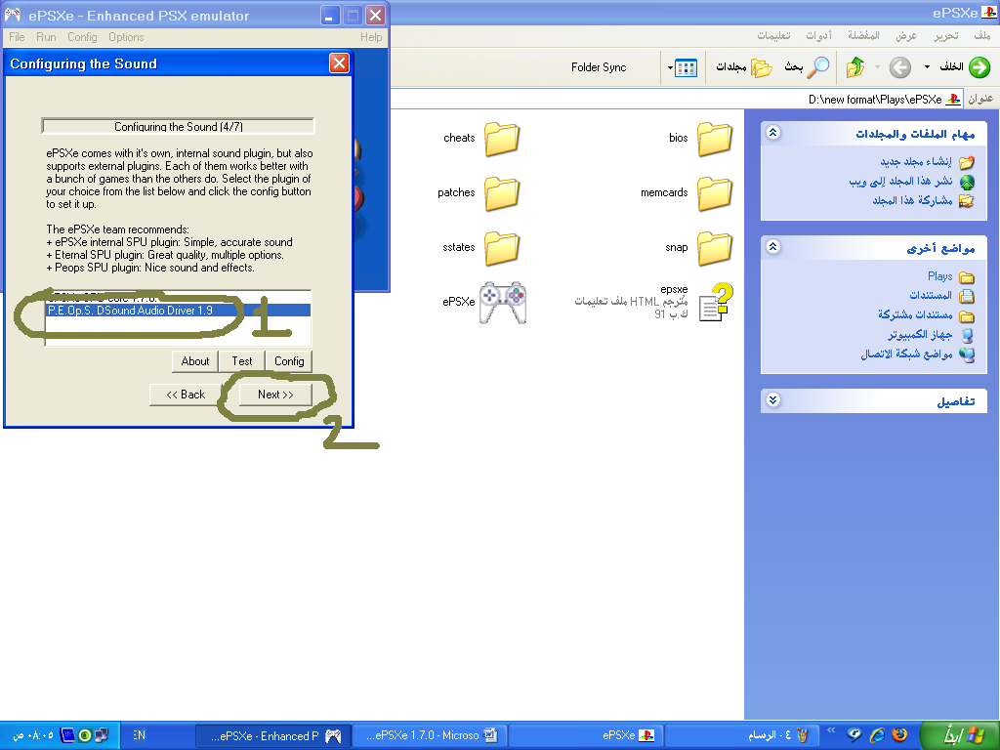 ePSXe - Enhanced PSX emulator
File Run Config Options Help
Configuring the Sound
Configuring the Sound (4/7)
ePSXe comes with it's own, internal sound plugin, but also
supports external plugins. Each of them works better with
a bunch of games than the others do. Select the plugin of
your choice from the list below and click the config button
to set it up.
The ePSXe team recommends:
+ ePSXe internal SPU plugin: Simple, accurate sound
+ Eternal SPU plugin: Great quality, multiple options.
+ Peops SPU plugin: Nice sound and effects.
P.E.Op.S. DSound Audio Driver 1.9
1
About Test Config
<< Back Next >>
2
ePSXe
ملف تحرير عرض المفضلة أدوات تعليمات
الخلف بحث مجلدات Folder Sync
عنوان D:\new format\Plays\ePSXe
bios cheats
memcards patches
snap sstates
epsxe
مترجم HTML ملف تعليمات
91 ك.ب
ePSXe
مهام الملفات والمجلدات
إنشاء مجلد جديد
نشر هذا المجلد إلى ويب
مشاركة هذا المجلد
مواضع أخرى
Plays
المستندات
مستندات مشتركة
جهاز الكمبيوتر
مواضع شبكة الاتصال
تفاصيل
ابدأ
٤ - الرسام
ePSXe
ePSXe 1.7.0 - Microso...
ePSXe - Enhanced P...
EN
٠٨:٠٥ ص